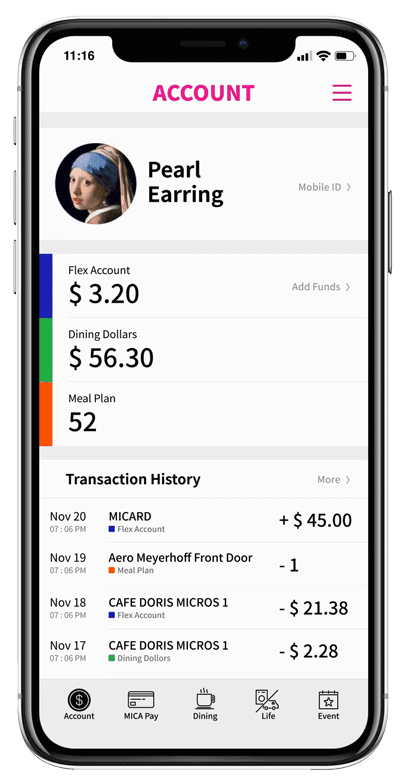 11:16
ACCOUNT
Pearl
Earring
Mobile ID >
Flex Account
$ 3.20
Add Funds >
Dining Dollars
$ 56.30
Meal Plan
52
Transaction History
More >
Nov 20 MICARD + $ 45.00
07 : 06 PM Flex Account
Nov 19 Aero Meyerhoff Front Door - 1
07 : 06 PM Meal Plan
Nov 18 CAFE DORIS MICROS 1 - $ 21.38
07 : 06 PM Flex Account
Nov 17 CAFE DORIS MICROS 1 - $ 2.28
07 : 06 PM Dining Dollors
Account MICA Pay Dining Life Event